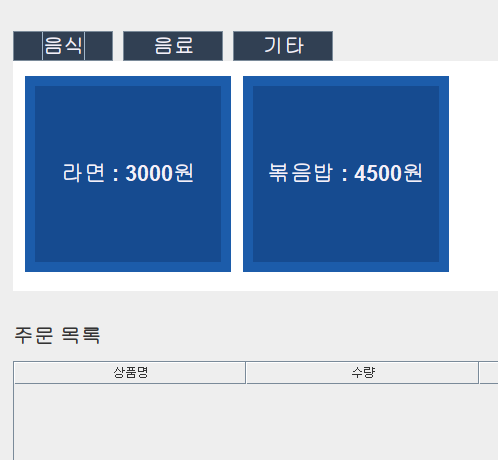 음식 음료 기타
라면 : 3000원 볶음밥 : 4500원
주문 목록
상품명 수량